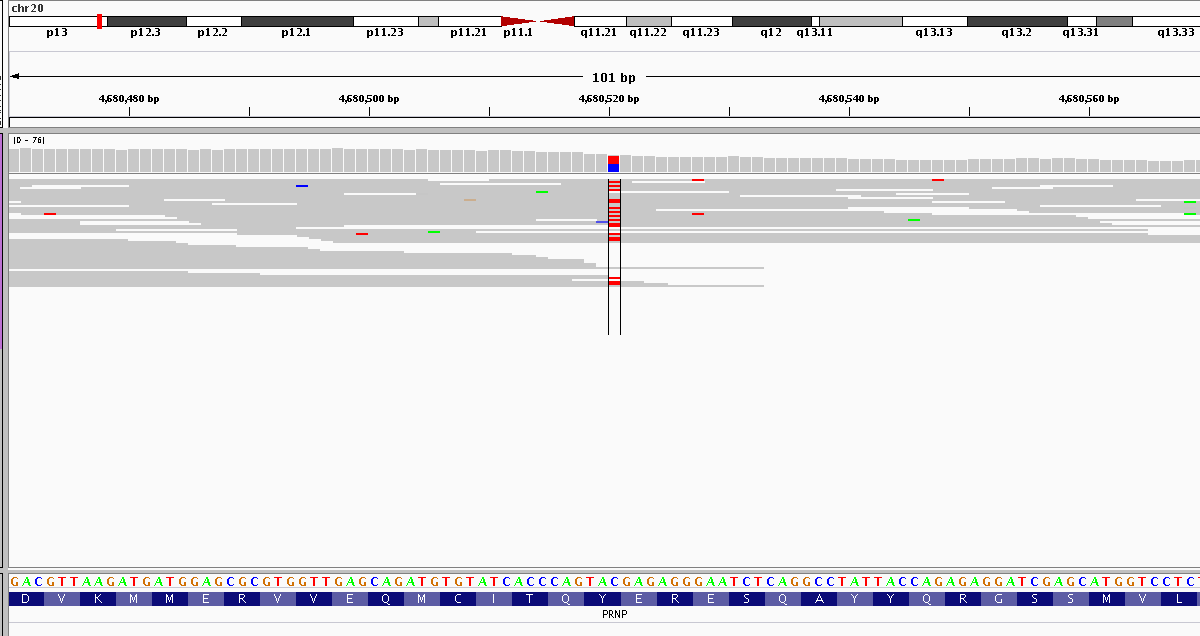 chr20
p13 p12.3 p12.2 p12.1 p11.23 p11.21 p11.1 q11.21 q11.22 q11.23 q12 q13.11 q13.13 q13.2 q13.31 q13.33
101 bp
4,680,480 bp 4,680,500 bp 4,680,520 bp 4,680,540 bp 4,680,560 bp
[0 - 76]
GACGTTAAGATGATGGAGCGCGTGGTTGAGCAGATGTGTATCACCCAGTACGAGAGGGAATCTCAGGCCTATTACCAGAGAGGATCGAGCATGGTCCTC
D V K M M E R V V E Q M C I T Q Y E R E S Q A Y Y Q R G S S M V L
PRNP